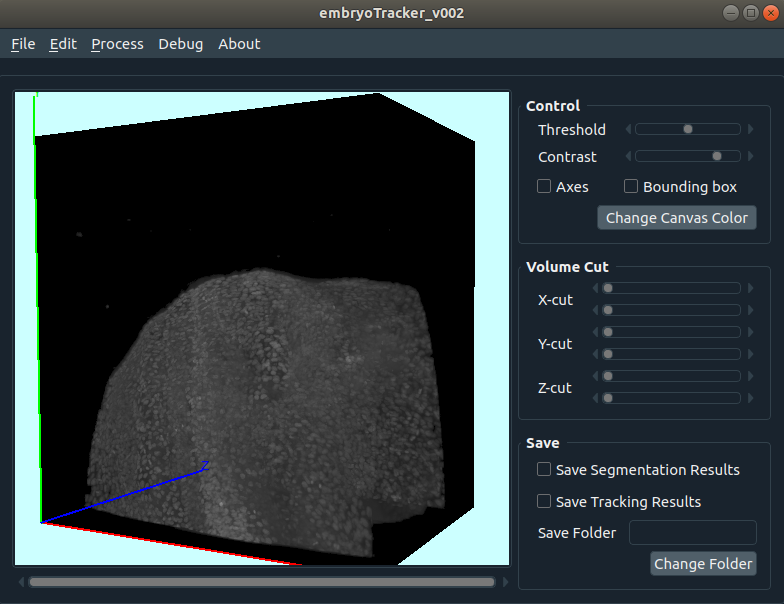 embryoTracker_v002
File Edit Process Debug About
Control
Threshold
Contrast
Axes Bounding box
Change Canvas Color
Volume Cut
X-cut
Y-cut
Z-cut
Z
Save
Save Segmentation Results
Save Tracking Results
Save Folder
Change Folder